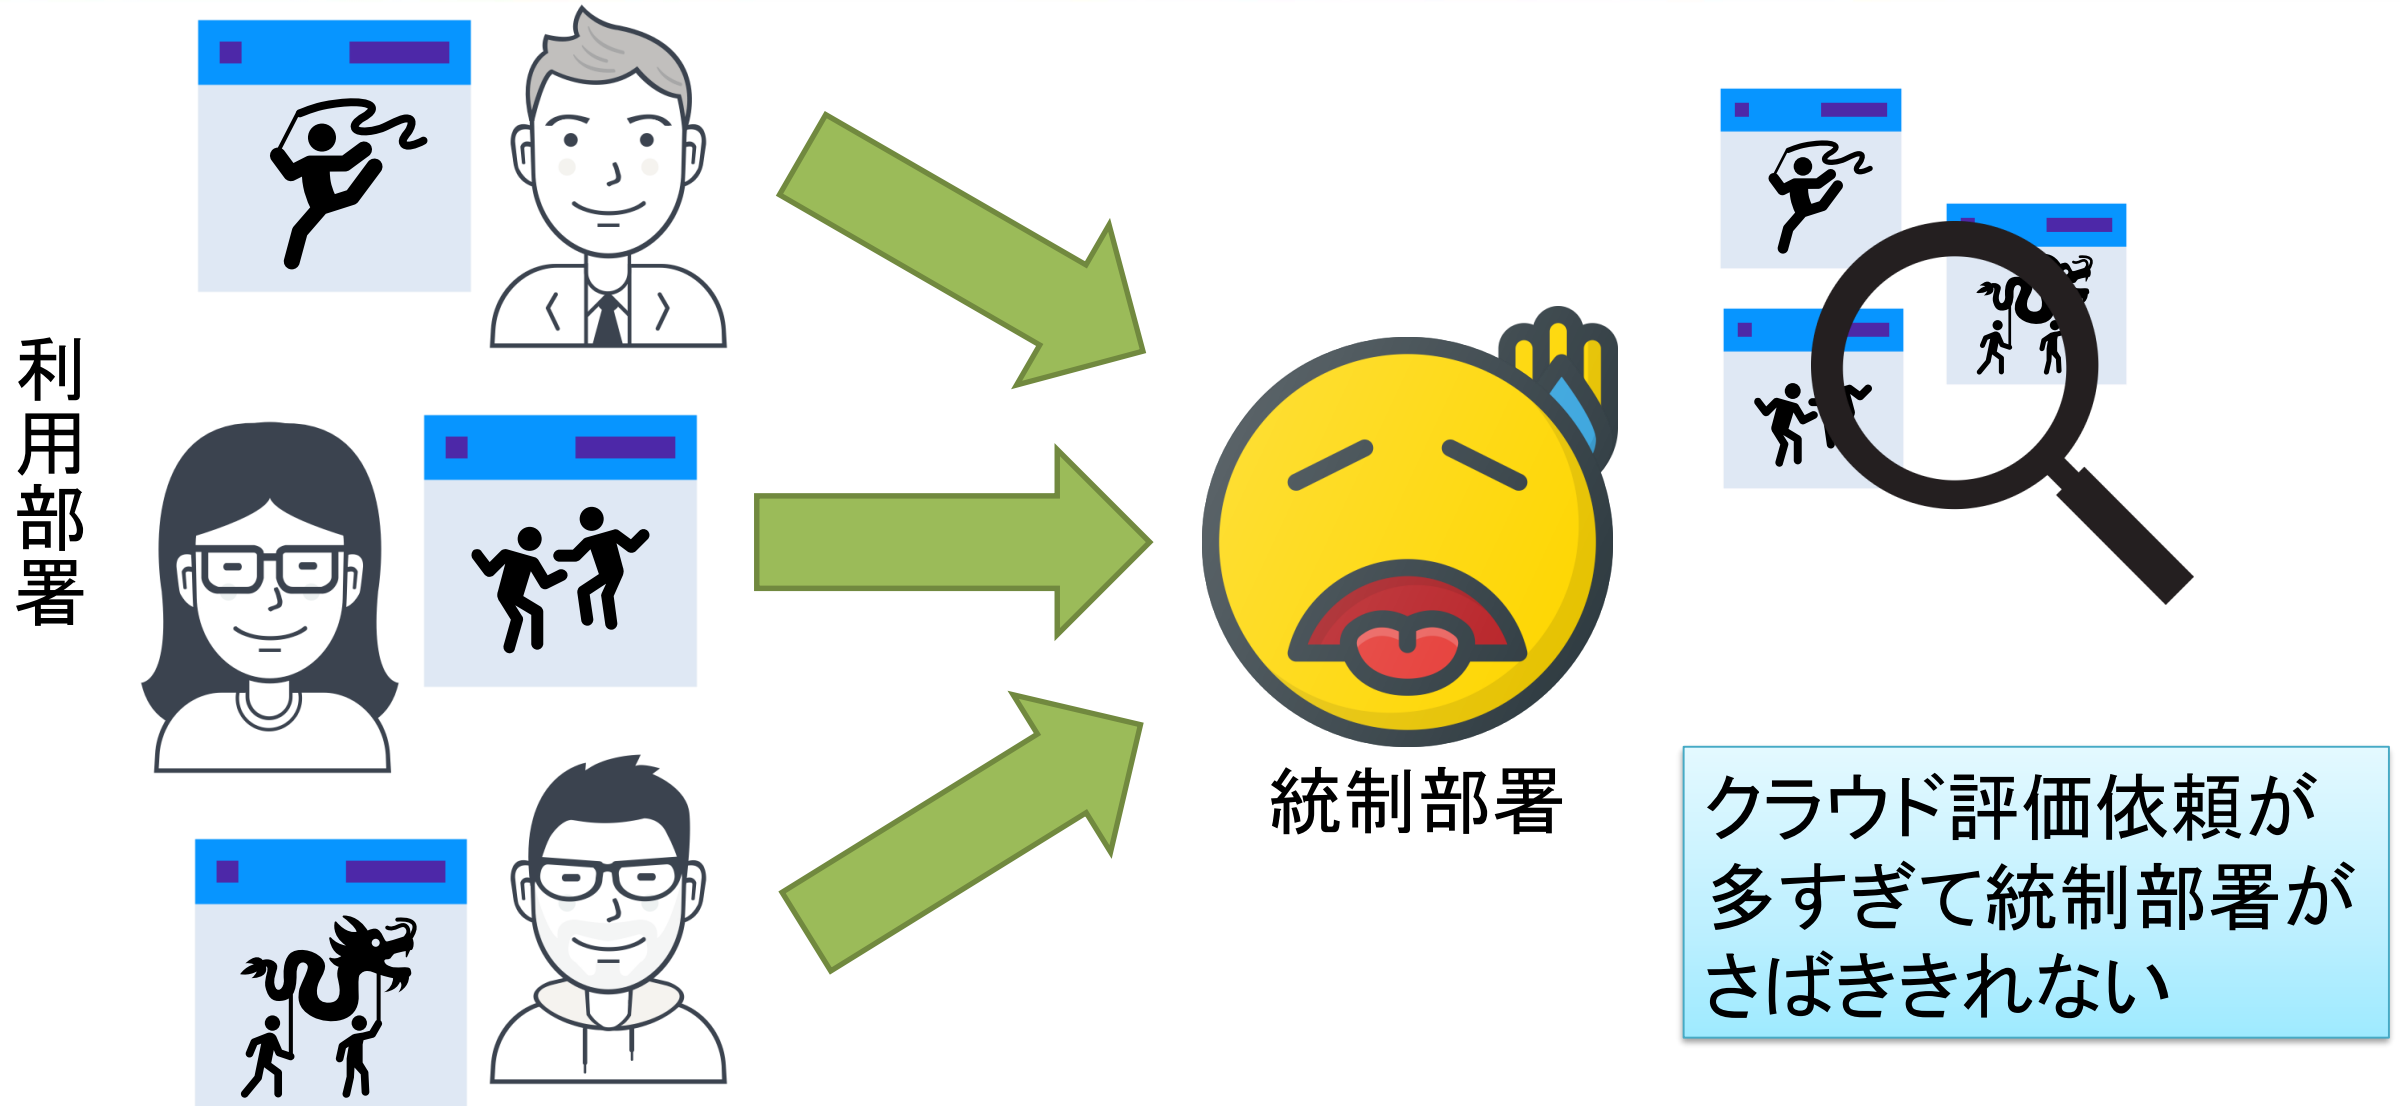 利用部署
統制部署
クラウド評価依頼が
多すぎて統制部署が
さばききれない